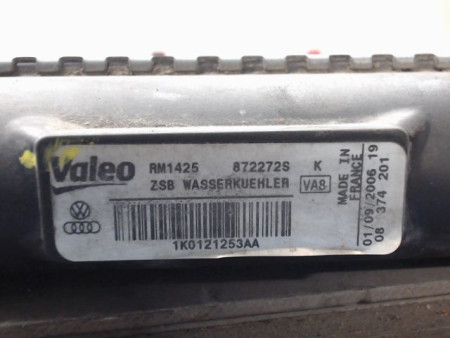 Valeo RM1425 872272S K
ZSB WASSERKUEHLER VA8
1K0121253AA
MADE IN
FRANCE
01/09/2006 19
08 374 201